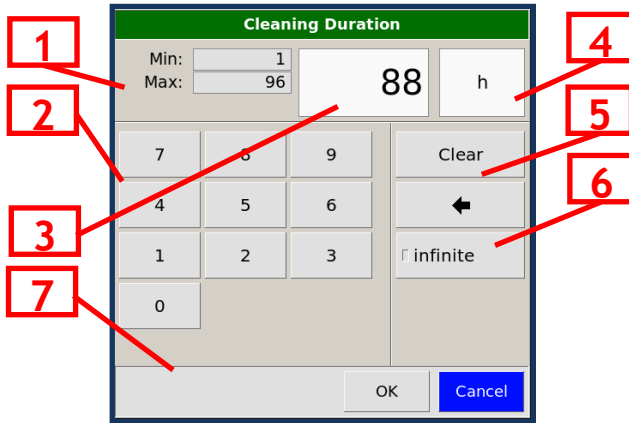 Cleaning Duration
1
Min: 1
Max: 96
88
h
4
2
7 8 9
Clear
5
4 5 6
6
3
1 2 3
infinite
7
0
OK Cancel